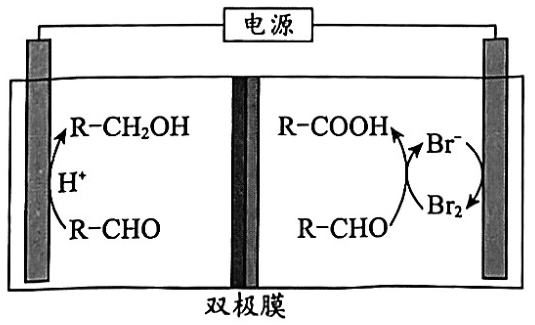 电源
R-CH₂OH
H⁺
R-CHO
R-COOH
Br⁻
Br₂
R-CHO
双极膜